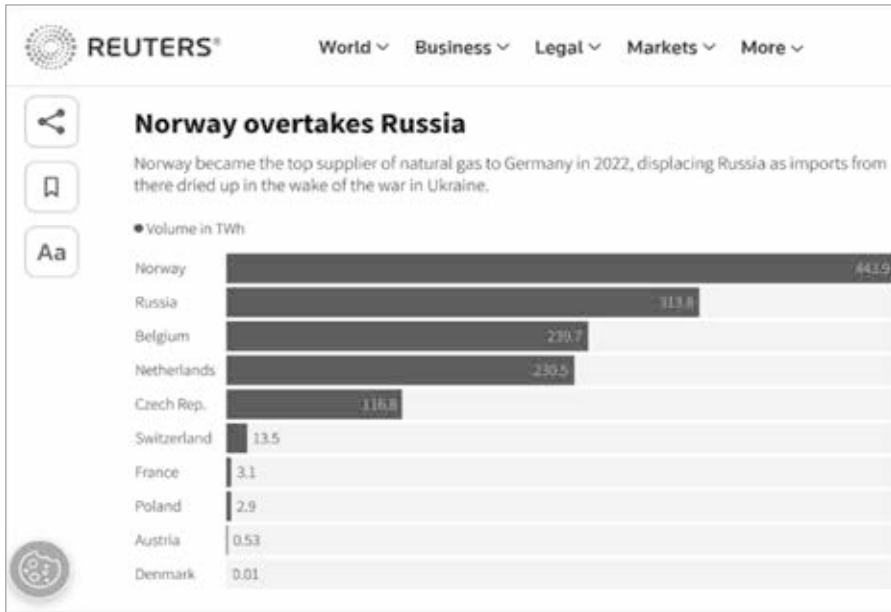 REUTERS®
World Business Legal Markets More
Norway overtakes Russia
Norway became the top supplier of natural gas to Germany in 2022, displacing Russia as imports from
there dried up in the wake of the war in Ukraine.
Volume in TWh
Aa
Norway 443.9
Russia 313.8
Belgium 239.7
Netherlands 230.5
Czech Rep. 116.8
Switzerland 13.5
France 3.1
Poland 2.9
Austria 0.53
Denmark 0.01